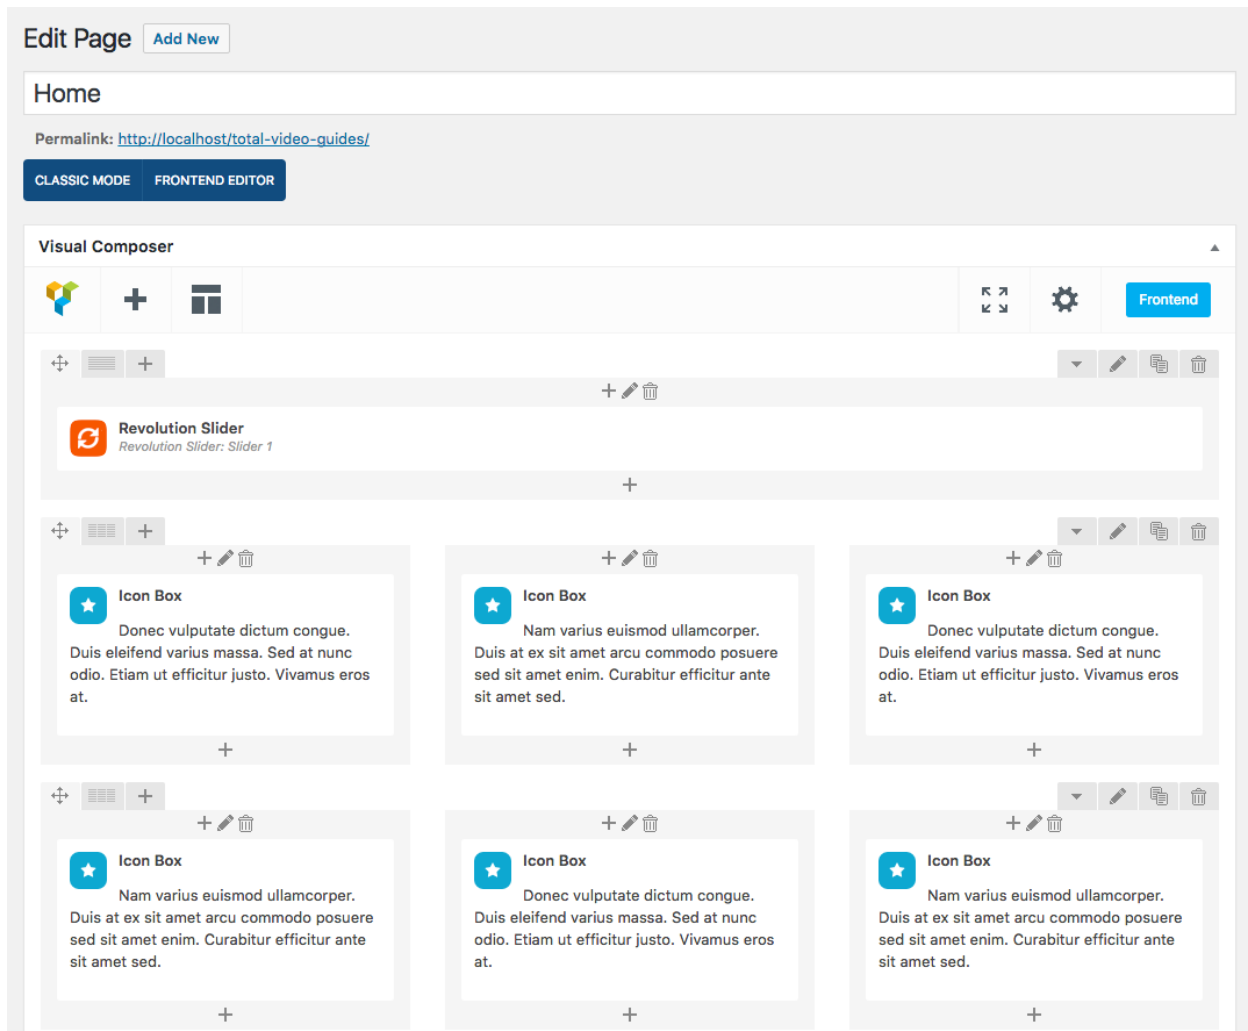 Edit Page Add New
Home
Permalink: http://localhost/total-video-guides/
CLASSIC MODE FRONTEND EDITOR
Visual Composer
Frontend
Revolution Slider
Revolution Slider: Slider 1
Icon Box
Donec vulputate dictum congue.
Duis eleifend varius massa. Sed at nunc
odio. Etiam ut efficitur justo. Vivamus eros
at.
Icon Box
Nam varius euismod ullamcorper.
Duis at ex sit amet arcu commodo posuere
sed sit amet enim. Curabitur efficitur ante
sit amet sed.
Icon Box
Donec vulputate dictum congue.
Duis eleifend varius massa. Sed at nunc
odio. Etiam ut efficitur justo. Vivamus eros
at.
Icon Box
Nam varius euismod ullamcorper.
Duis at ex sit amet arcu commodo posuere
sed sit amet enim. Curabitur efficitur ante
sit amet sed.
Icon Box
Donec vulputate dictum congue.
Duis eleifend varius massa. Sed at nunc
odio. Etiam ut efficitur justo. Vivamus eros
at.
Icon Box
Nam varius euismod ullamcorper.
Duis at ex sit amet arcu commodo posuere
sed sit amet enim. Curabitur efficitur ante
sit amet sed.